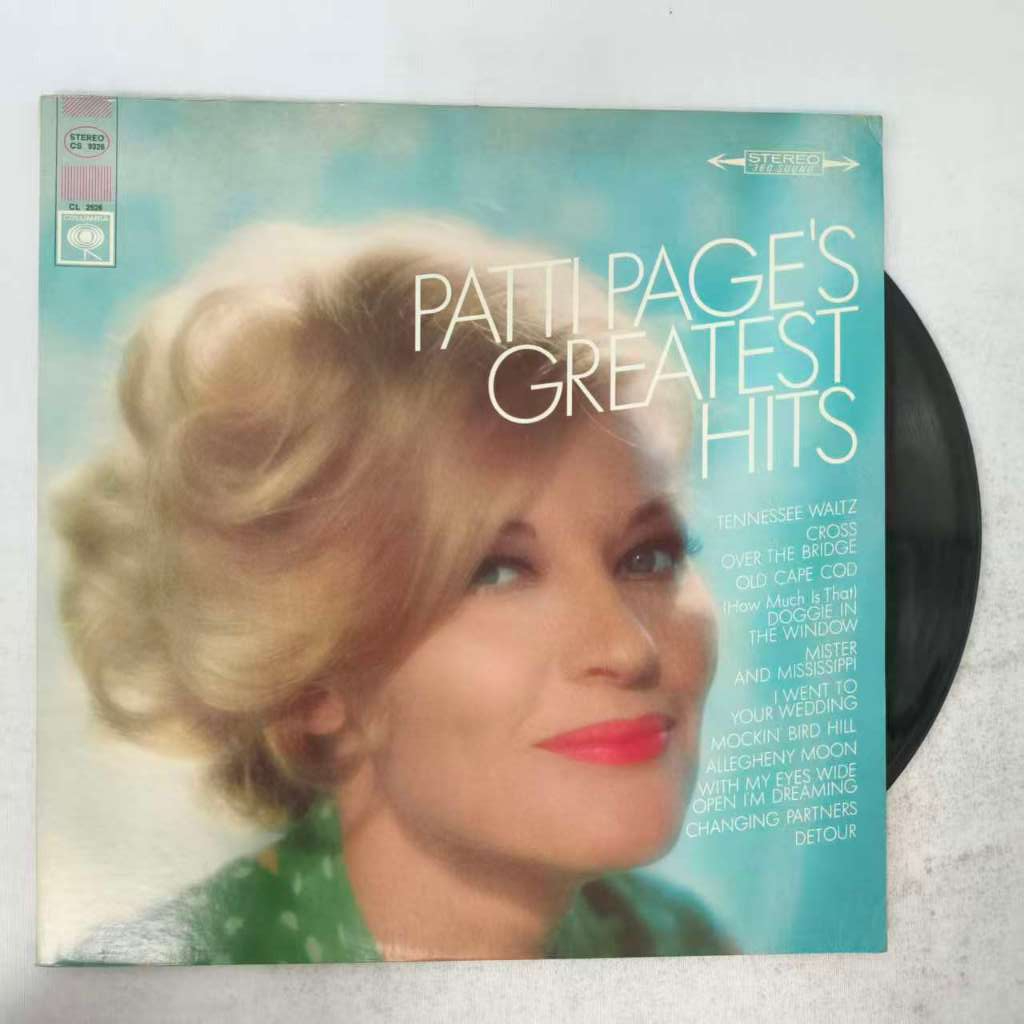 STEREO
CS 9326
CL 2526
COLUMBIA
STEREO
360 SOUND
PATTI PAGE'S
GREATEST
HITS
TENNESSEE WALTZ
CROSS
OVER THE BRIDGE
OLD CAPE COD
(How Much Is That)
DOGGIE IN
THE WINDOW
MISTER
AND MISSISSIPPI
I WENT TO
YOUR WEDDING
MOCKIN' BIRD HILL
ALLEGHENY MOON
WITH MY EYES WIDE
OPEN I'M DREAMING
CHANGING PARTNERS
DETOUR